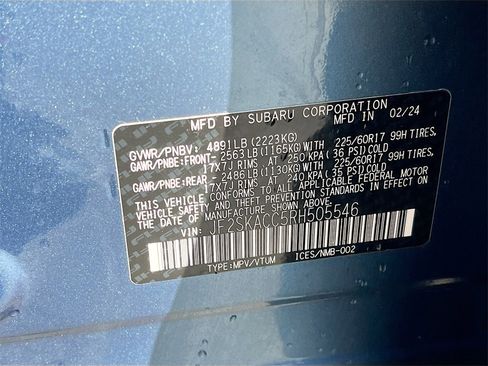 MFD BY SUBARU CORPORATION
MFD IN 02/24
GVWR/PNBV: 4891LB(2223KG)
GAWR/PNBE:FRONT- 2563LB(1165KG)WITH 225/60R17 99H TIRES,
17X7J RIMS AT 250 KPA(36 PSI)COLD
GAWR/PNBE:REAR - 2486LB(1130KG)WITH 225/60R17 99H TIRES,
17X7J RIMS AT 240 KPA(35 PSI)COLD
THIS VEHICLE CONFORMS TO ALL APPLICABLE FEDERAL MOTOR
VEHICLE SAFETY STANDARDS IN EFFECT ON THE DATE
OF MANUFACTURE SHOWN ABOVE.
VIN: JF2SKACC5RH505546
TYPE:MPV/VTUM ICES/NMB-002